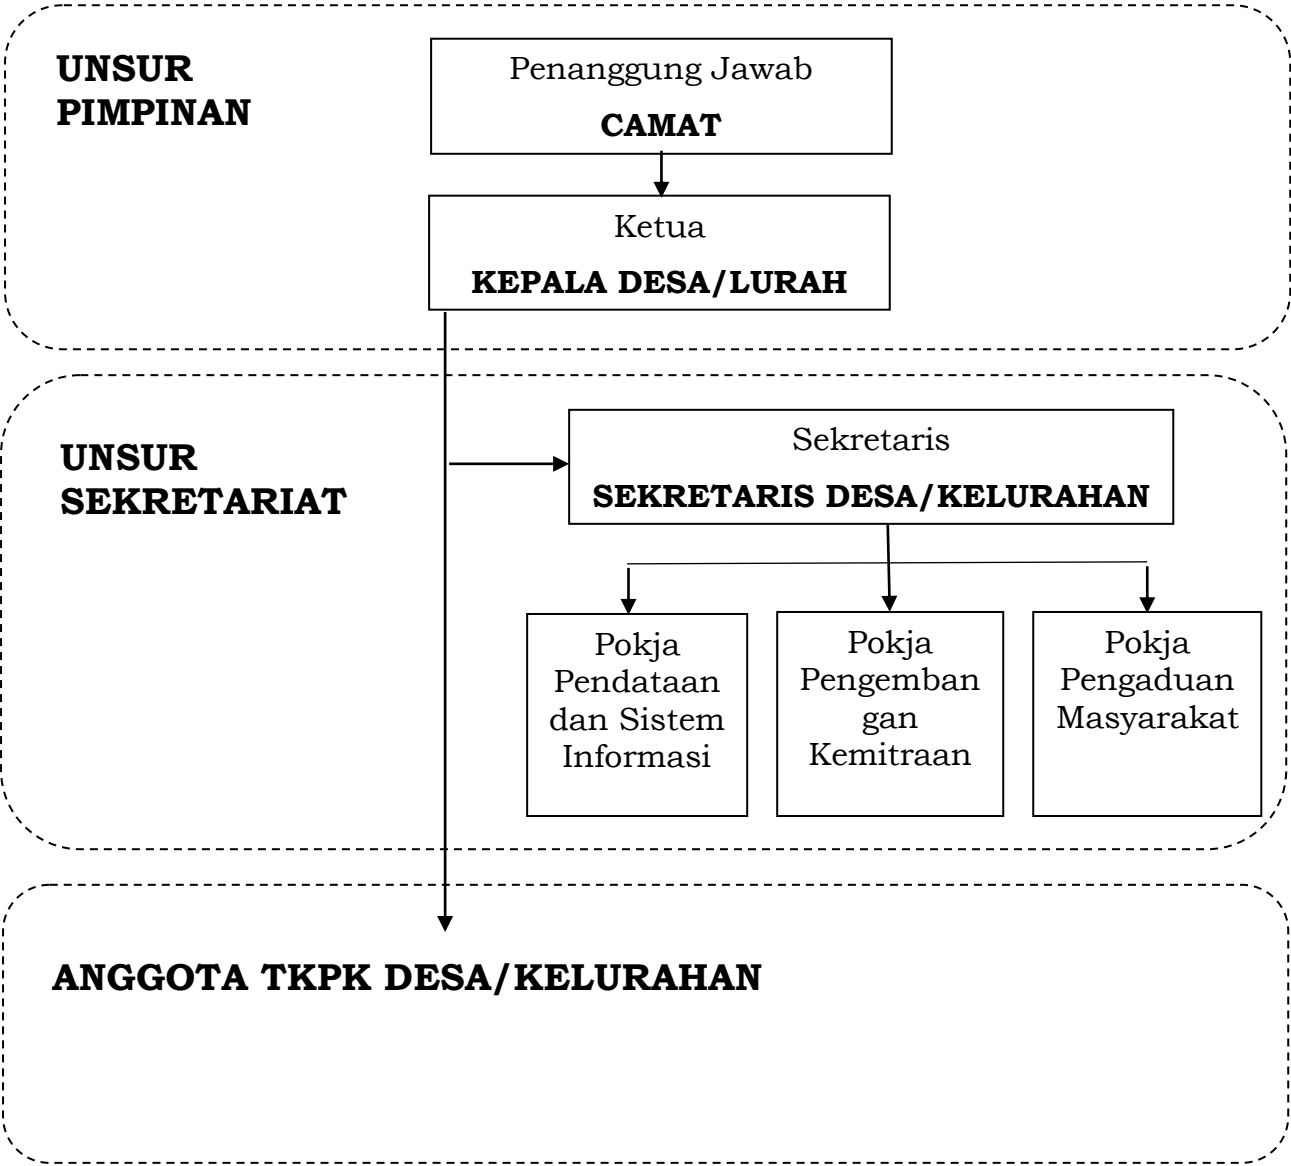 UNSUR
PIMPINAN
Penanggung Jawab
CAMAT
Ketua
KEPALA DESA/LURAH
UNSUR
SEKRETARIAT
Sekretaris
SEKRETARIS DESA/KELURAHAN
Pokja
Pendataan
dan Sistem
Informasi
Pokja
Pengemban
gan
Kemitraan
Pokja
Pengaduan
Masyarakat
ANGGOTA TKPK DESA/KELURAHAN